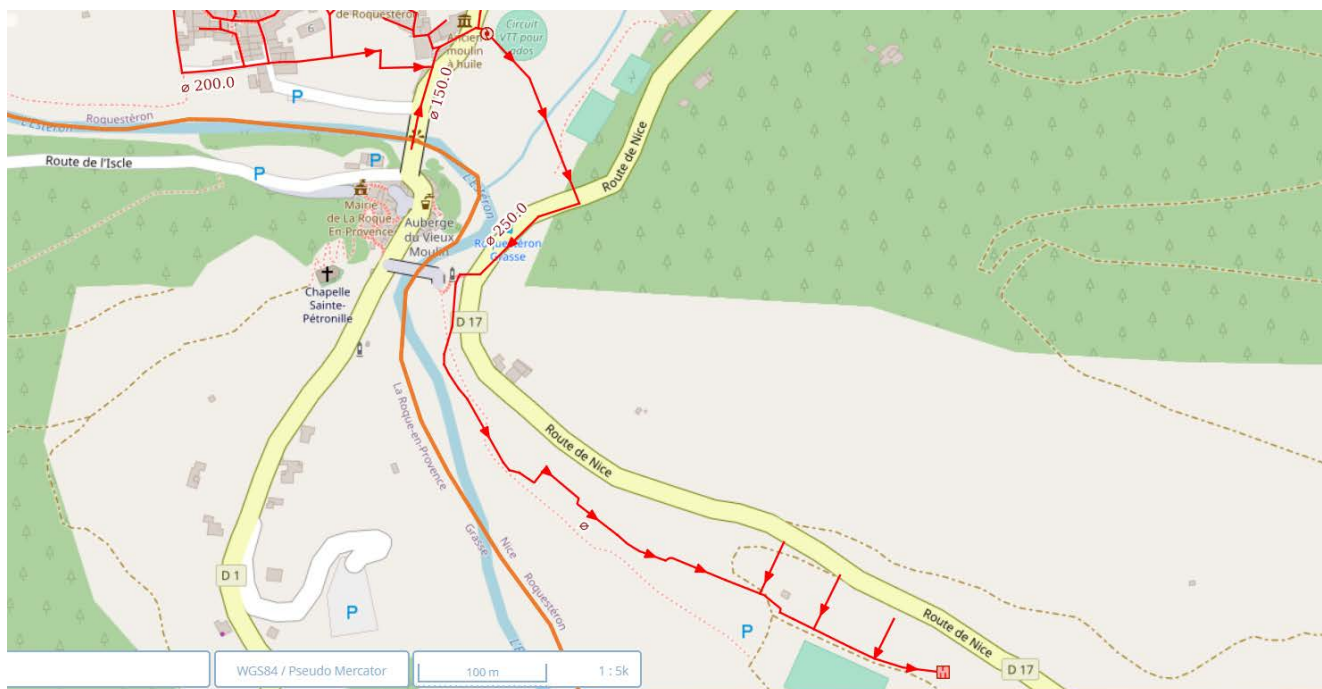 de Roquestéron
6
Ancien
moulin
à huile
Circuit
VTT pour
ados
ø 200.0
P
ø 150.0
L'Estéron
Roquestéron
Route de l'Iscle
P
P
Mairie
de La Roque
En-Provence
Auberge
du Vieux
Moulin
L'Estéron
ø 250.0
Roquestéron
Grasse
Route de Nice
Chapelle
Sainte-
Pétronille
D 17
La Roque-en-Provence
Grasse
Nice
Roquestéron
Route de Nice
ø
D 1
P
P
Route de Nice
M
D 17
WGS84 / Pseudo Mercator
100 m
1 : 5k